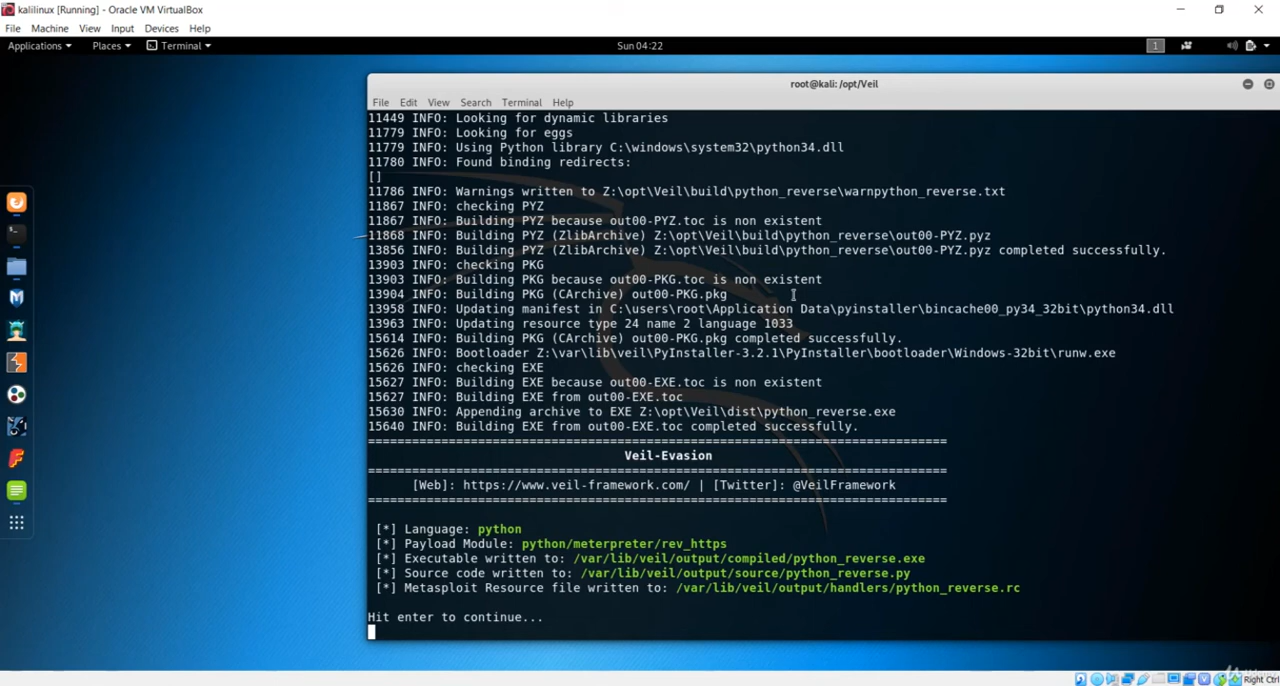 kalilinux [Running] - Oracle VM VirtualBox
File Machine View Input Devices Help
Applications Places Terminal Sun 04:22 1
root@kali: /opt/Veil
File Edit View Search Terminal Help
11449 INFO: Looking for dynamic libraries
11779 INFO: Looking for eggs
11779 INFO: Using Python library C:\windows\system32\python34.dll
11780 INFO: Found binding redirects:
[]
11786 INFO: Warnings written to Z:\opt\Veil\build\python_reverse\warnpython_reverse.txt
11867 INFO: checking PYZ
11867 INFO: Building PYZ because out00-PYZ.toc is non existent
11868 INFO: Building PYZ (ZlibArchive) Z:\opt\Veil\build\python_reverse\out00-PYZ.pyz
13856 INFO: Building PYZ (ZlibArchive) Z:\opt\Veil\build\python_reverse\out00-PYZ.pyz completed successfully.
13903 INFO: checking PKG
13903 INFO: Building PKG because out00-PKG.toc is non existent
13904 INFO: Building PKG (CArchive) out00-PKG.pkg
13958 INFO: Updating manifest in C:\users\root\Application Data\pyinstaller\bincache00_py34_32bit\python34.dll
13963 INFO: Updating resource type 24 name 2 language 1033
15614 INFO: Building PKG (CArchive) out00-PKG.pkg completed successfully.
15626 INFO: Bootloader Z:\var\lib\veil\PyInstaller-3.2.1\PyInstaller\bootloader\Windows-32bit\runw.exe
15626 INFO: checking EXE
15627 INFO: Building EXE because out00-EXE.toc is non existent
15627 INFO: Building EXE from out00-EXE.toc
15630 INFO: Appending archive to EXE Z:\opt\Veil\dist\python_reverse.exe
15640 INFO: Building EXE from out00-EXE.toc completed successfully.
===============================================================================
Veil-Evasion
===============================================================================
[Web]: https://www.veil-framework.com/ | [Twitter]: @VeilFramework
===============================================================================
[*] Language: python
[*] Payload Module: python/meterpreter/rev_https
[*] Executable written to: /var/lib/veil/output/compiled/python_reverse.exe
[*] Source code written to: /var/lib/veil/output/source/python_reverse.py
[*] Metasploit Resource file written to: /var/lib/veil/output/handlers/python_reverse.rc
Hit enter to continue...
Right Ctrl